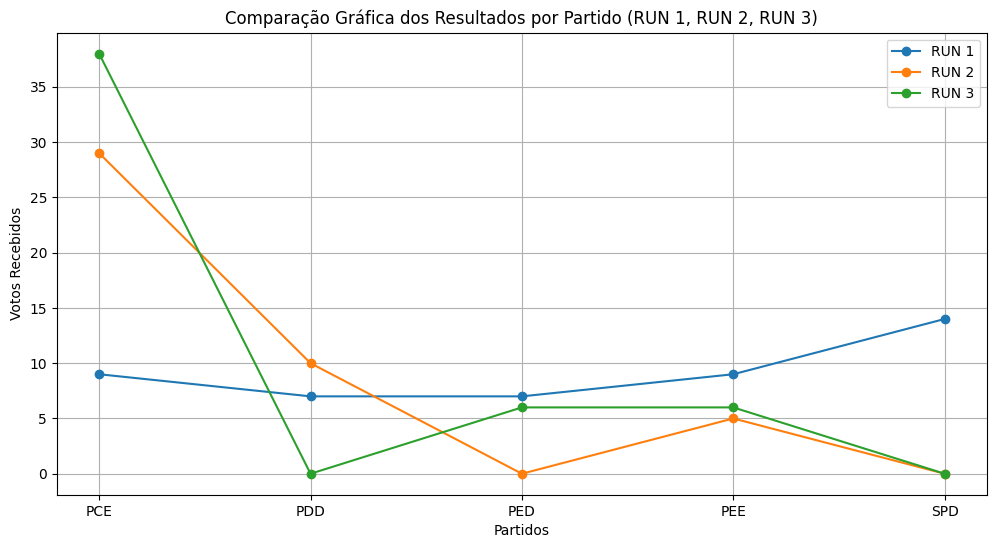 Comparação Gráfica dos Resultados por Partido (RUN 1, RUN 2, RUN 3)
RUN 1
RUN 2
RUN 3
Votos Recebidos
35
30
25
20
15
10
5
0
PCE PDD PED PEE SPD
Partidos